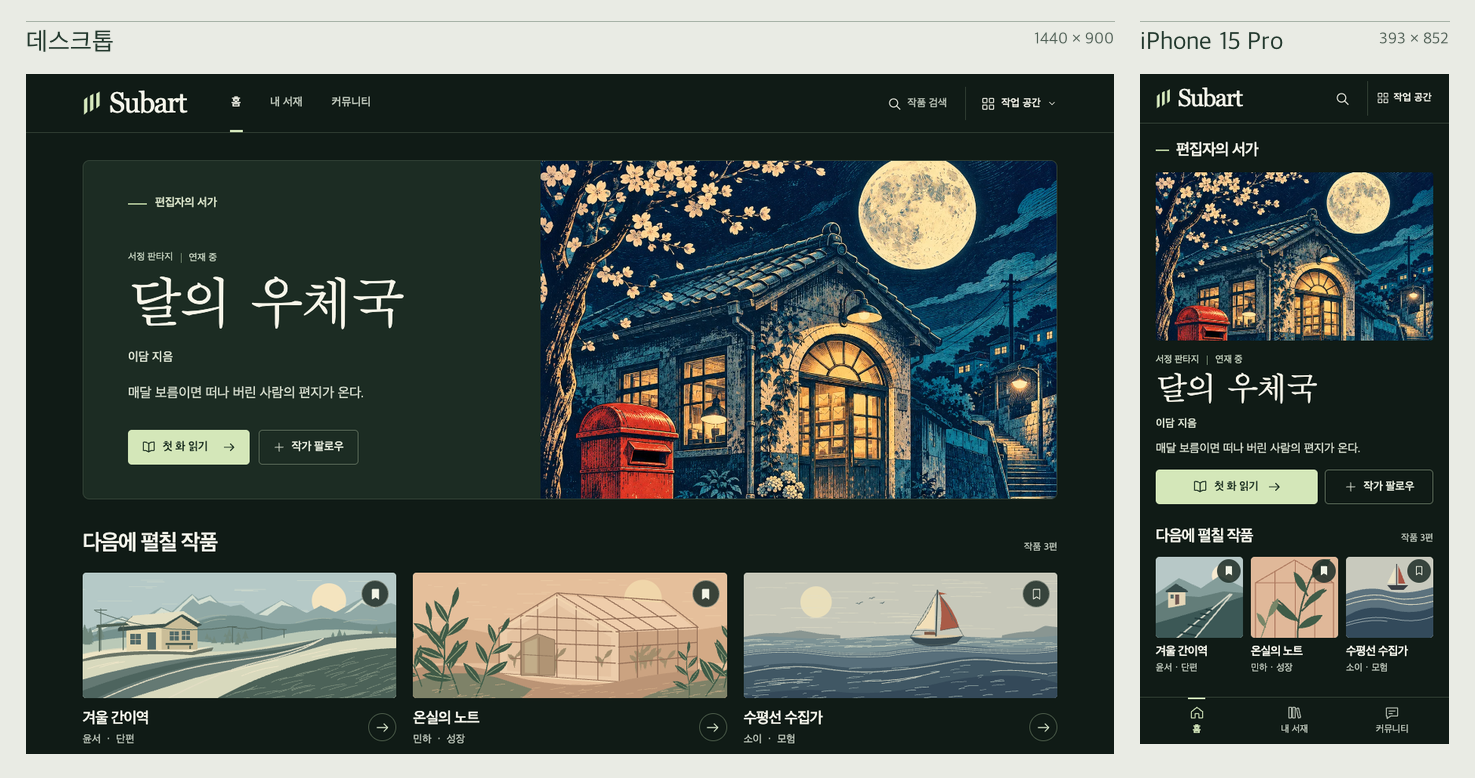 데스크톱
1440 × 900
Subart
홈
내 서재
커뮤니티
작품 검색
작업 공간
편집자의 서가
서정 판타지 | 연재 중
달의 우체국
이담 지음
매달 보름이면 떠나 버린 사람의 편지가 온다.
첫 화 읽기
작가 팔로우
다음에 펼칠 작품
작품 3편
겨울 간이역
윤서 · 단편
온실의 노트
민하 · 성장
수평선 수집가
소이 · 모험
iPhone 15 Pro
393 × 852
Subart
작업 공간
편집자의 서가
서정 판타지 | 연재 중
달의 우체국
이담 지음
매달 보름이면 떠나 버린 사람의 편지가 온다.
첫 화 읽기
작가 팔로우
다음에 펼칠 작품
작품 3편
겨울 간이역
윤서 · 단편
온실의 노트
민하 · 성장
수평선 수집가
소이 · 모험
홈
내 서재
커뮤니티